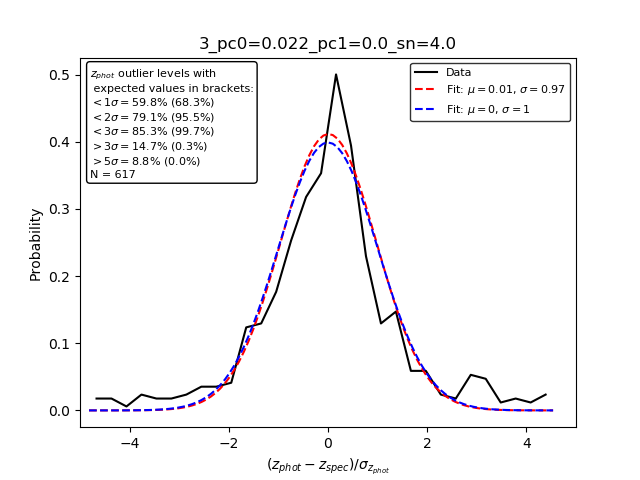 3_pc0=0.022_pc1=0.0_sn=4.0
z_phot outlier levels with
expected values in brackets:
<1σ=59.8% (68.3%)
<2σ=79.1% (95.5%)
<3σ=85.3% (99.7%)
>3σ=14.7% (0.3%)
>5σ=8.8% (0.0%)
N = 617
Data
Fit: μ=0.01, σ=0.97
Fit: μ=0, σ=1
Probability
0.5
0.4
0.3
0.2
0.1
0.0
−4 −2 0 2 4
(z_phot − z_spec)/σ_z_phot